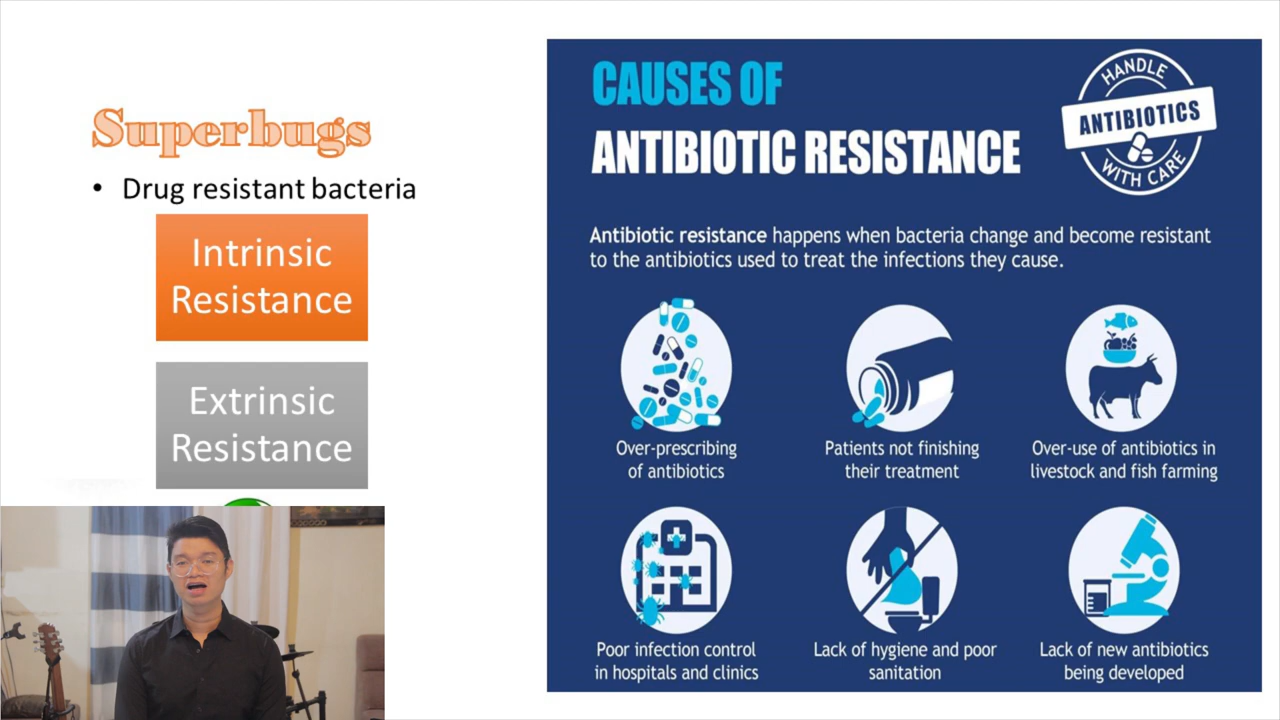 Superbugs
• Drug resistant bacteria
Intrinsic
Resistance
Extrinsic
Resistance
CAUSES OF
ANTIBIOTIC RESISTANCE
HANDLE
ANTIBIOTICS
WITH CARE
Antibiotic resistance happens when bacteria change and become resistant
to the antibiotics used to treat the infections they cause.
Over-prescribing
of antibiotics
Patients not finishing
their treatment
Over-use of antibiotics in
livestock and fish farming
Poor infection control
in hospitals and clinics
Lack of hygiene and poor
sanitation
Lack of new antibiotics
being developed